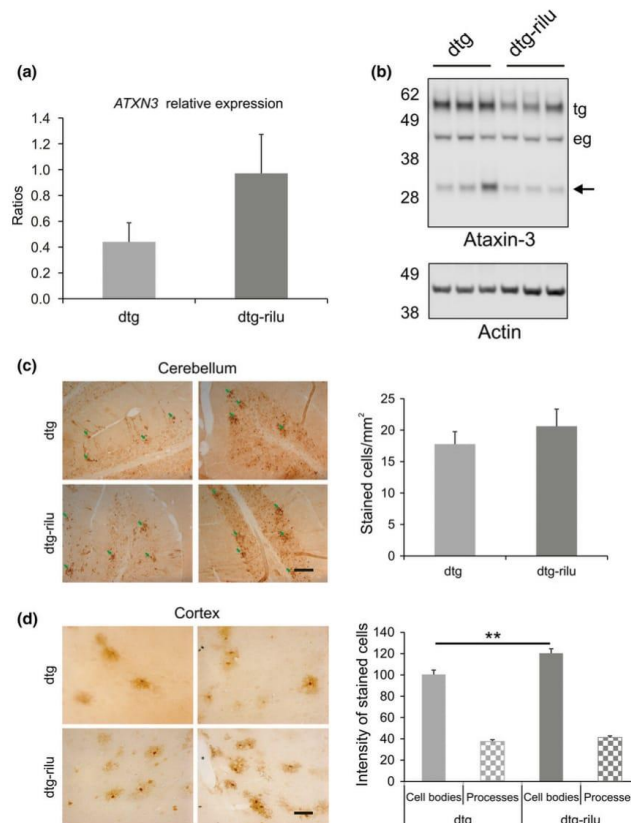 (a)
ATXN3 relative expression
Ratios
1.4
1.2
1.0
0.8
0.6
0.4
0.2
0.0
dtg
dtg-rilu
(b)
dtg
dtg-rilu
62
49
38
28
tg
eg
Ataxin-3
49
38
Actin
(c)
Cerebellum
dtg
dtg-rilu
Stained cells/mm²
25
20
15
10
5
0
dtg
dtg-rilu
(d)
Cortex
dtg
dtg-rilu
Intensity of stained cells
140
120
100
80
60
40
20
0
**
Cell bodies
Processes
Cell bodies
Processes
dtg
dtg-rilu